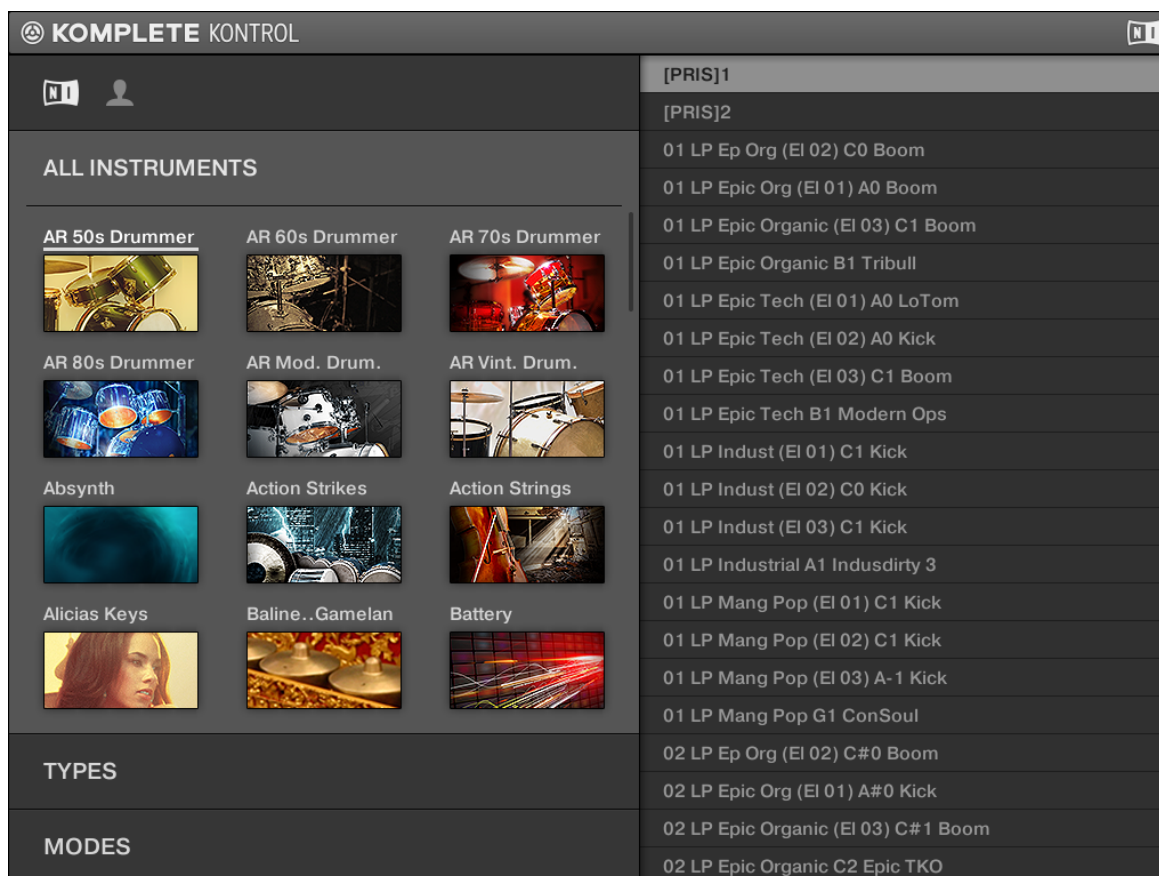 KOMPLETE KONTROL
NI
NI
ALL INSTRUMENTS
AR 50s Drummer
AR 60s Drummer
AR 70s Drummer
AR 80s Drummer
AR Mod. Drum.
AR Vint. Drum.
Absynth
Action Strikes
Action Strings
Alicias Keys
Baline..Gamelan
Battery
TYPES
MODES
[PRIS]1
[PRIS]2
01 LP Ep Org (El 02) C0 Boom
01 LP Epic Org (El 01) A0 Boom
01 LP Epic Organic (El 03) C1 Boom
01 LP Epic Organic B1 Tribull
01 LP Epic Tech (El 01) A0 LoTom
01 LP Epic Tech (El 02) A0 Kick
01 LP Epic Tech (El 03) C1 Boom
01 LP Epic Tech B1 Modern Ops
01 LP Indust (El 01) C1 Kick
01 LP Indust (El 02) C0 Kick
01 LP Indust (El 03) C1 Kick
01 LP Industrial A1 Indusdirty 3
01 LP Mang Pop (El 01) C1 Kick
01 LP Mang Pop (El 02) C1 Kick
01 LP Mang Pop (El 03) A-1 Kick
01 LP Mang Pop G1 ConSoul
02 LP Ep Org (El 02) C#0 Boom
02 LP Epic Org (El 01) A#0 Kick
02 LP Epic Organic (El 03) C#1 Boom
02 LP Epic Organic C2 Epic TKO